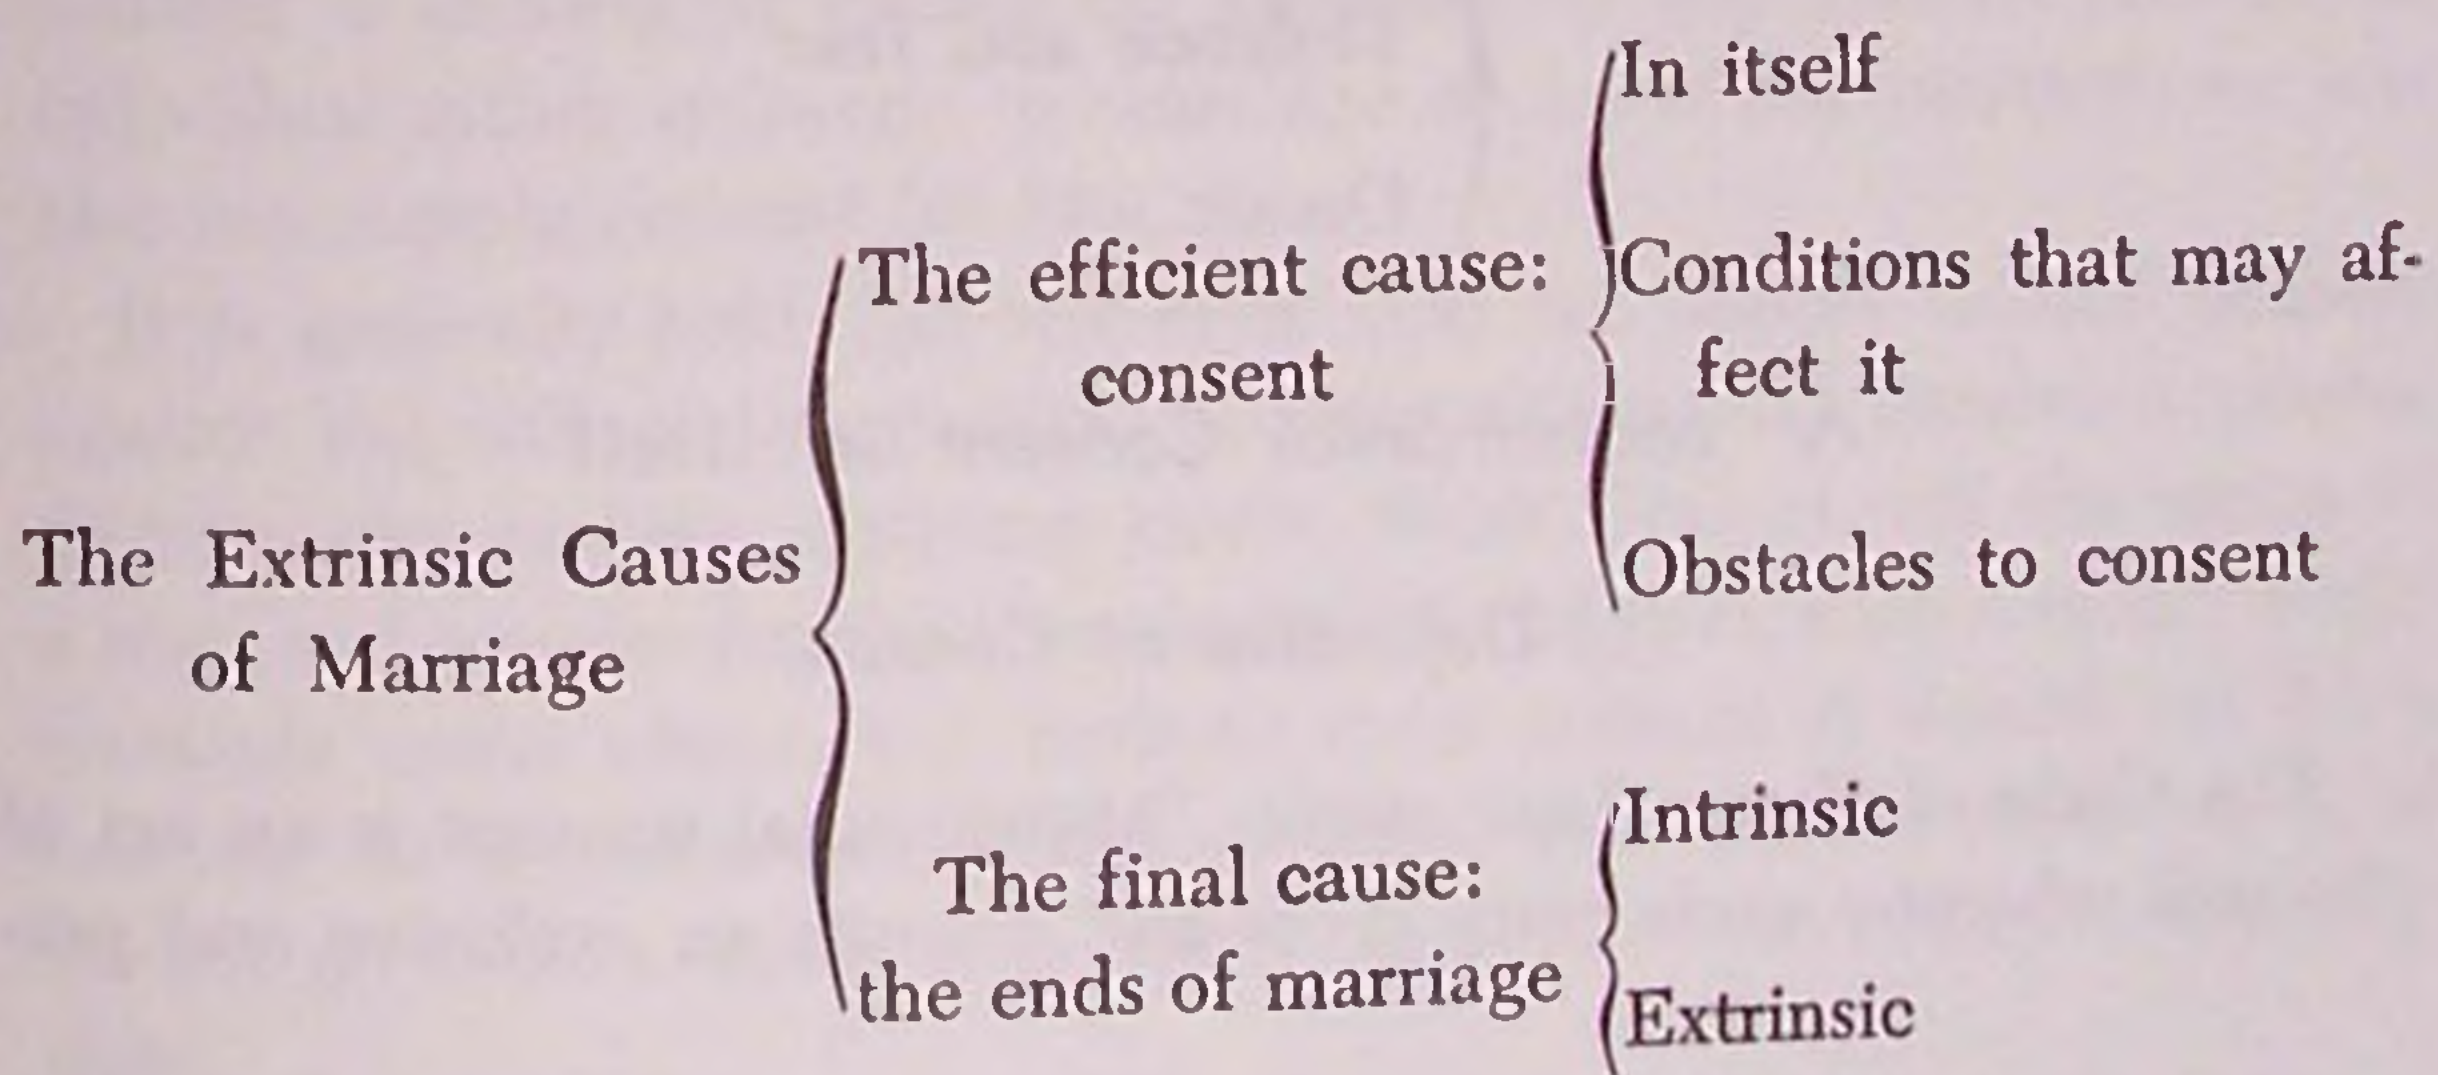 The Extrinsic Causes
of Marriage
The efficient cause:
consent
In itself
Conditions that may af-
fect it
Obstacles to consent
The final cause:
the ends of marriage
Intrinsic
Extrinsic